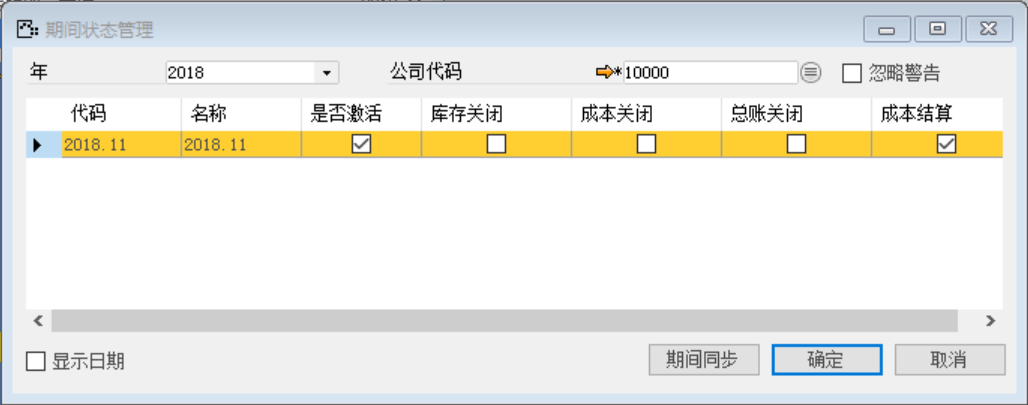 期间状态管理
年 2018 公司代码 *10000 忽略警告
代码 名称 是否激活 库存关闭 成本关闭 总账关闭 成本结算
2018.11 2018.11
显示日期 期间同步 确定 取消